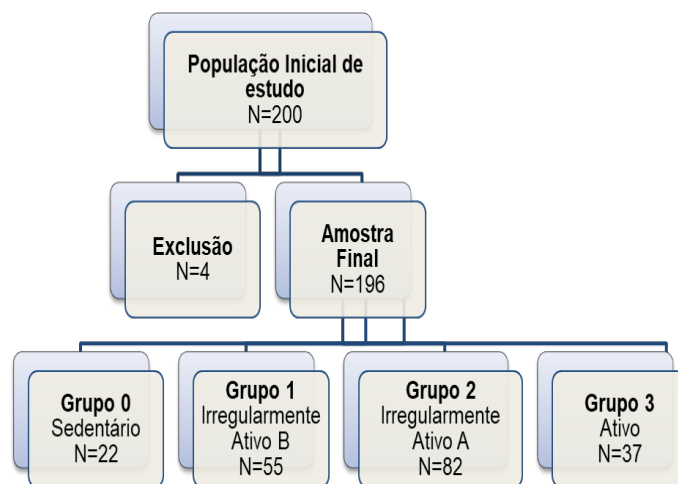 População Inicial de
estudo
N=200
Exclusão
N=4
Amostra
Final
N=196
Grupo 0
Sedentário
N=22
Grupo 1
Irregularmente
Ativo B
N=55
Grupo 2
Irregularmente
Ativo A
N=82
Grupo 3
Ativo
N=37